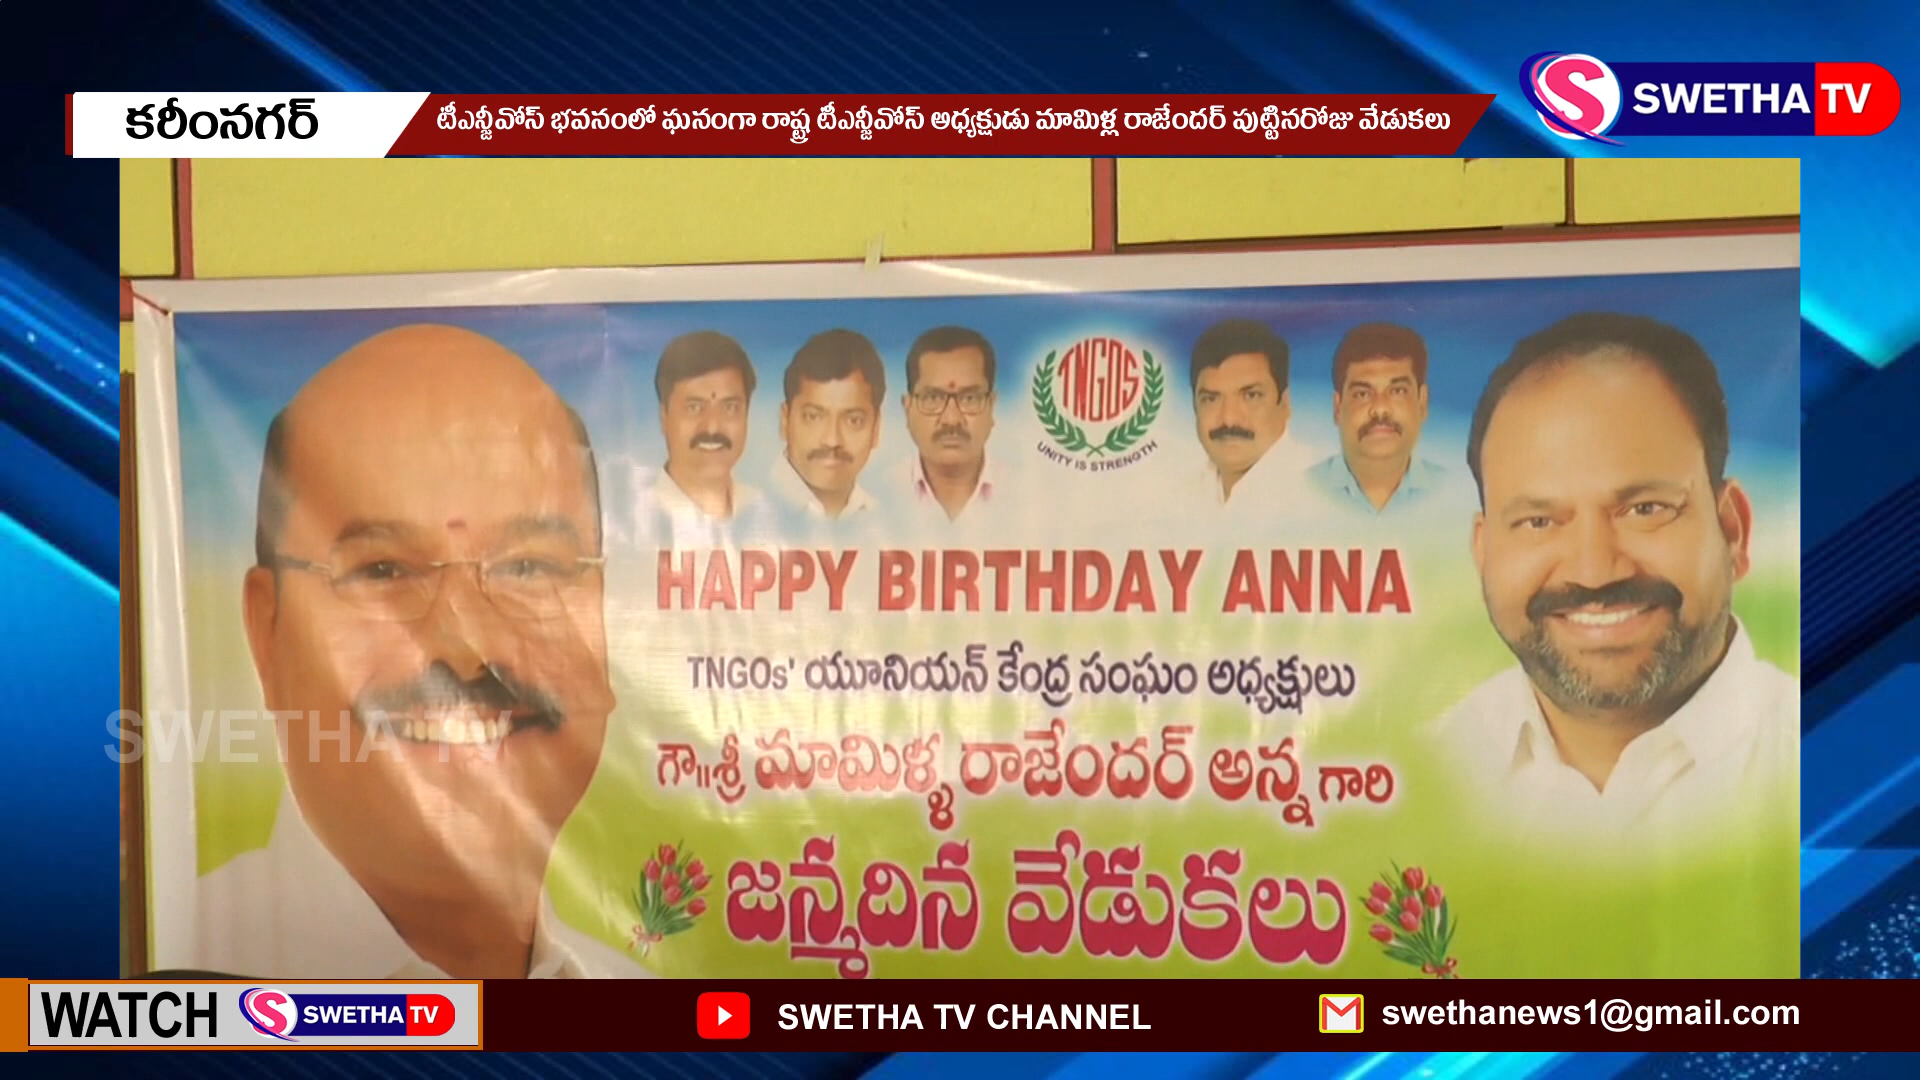 కరీంనగర్
టీఎన్జీవోస్ భవనంలో ఘనంగా రాష్ట్ర టీఎన్జీవోస్ అధ్యక్షుడు మామిళ్ల రాజేందర్ పుట్టినరోజు వేడుకలు
S SWETHA TV
TNGOS
UNITY IS STRENGTH
HAPPY BIRTHDAY ANNA
TNGOs' యూనియన్ కేంద్ర సంఘం అధ్యక్షులు
గౌ॥శ్రీ మామిళ్ళ రాజేందర్ అన్న గారి
జన్మదిన వేడుకలు
SWETHA TV
WATCH S SWETHA TV
SWETHA TV CHANNEL
swethanews1@gmail.com